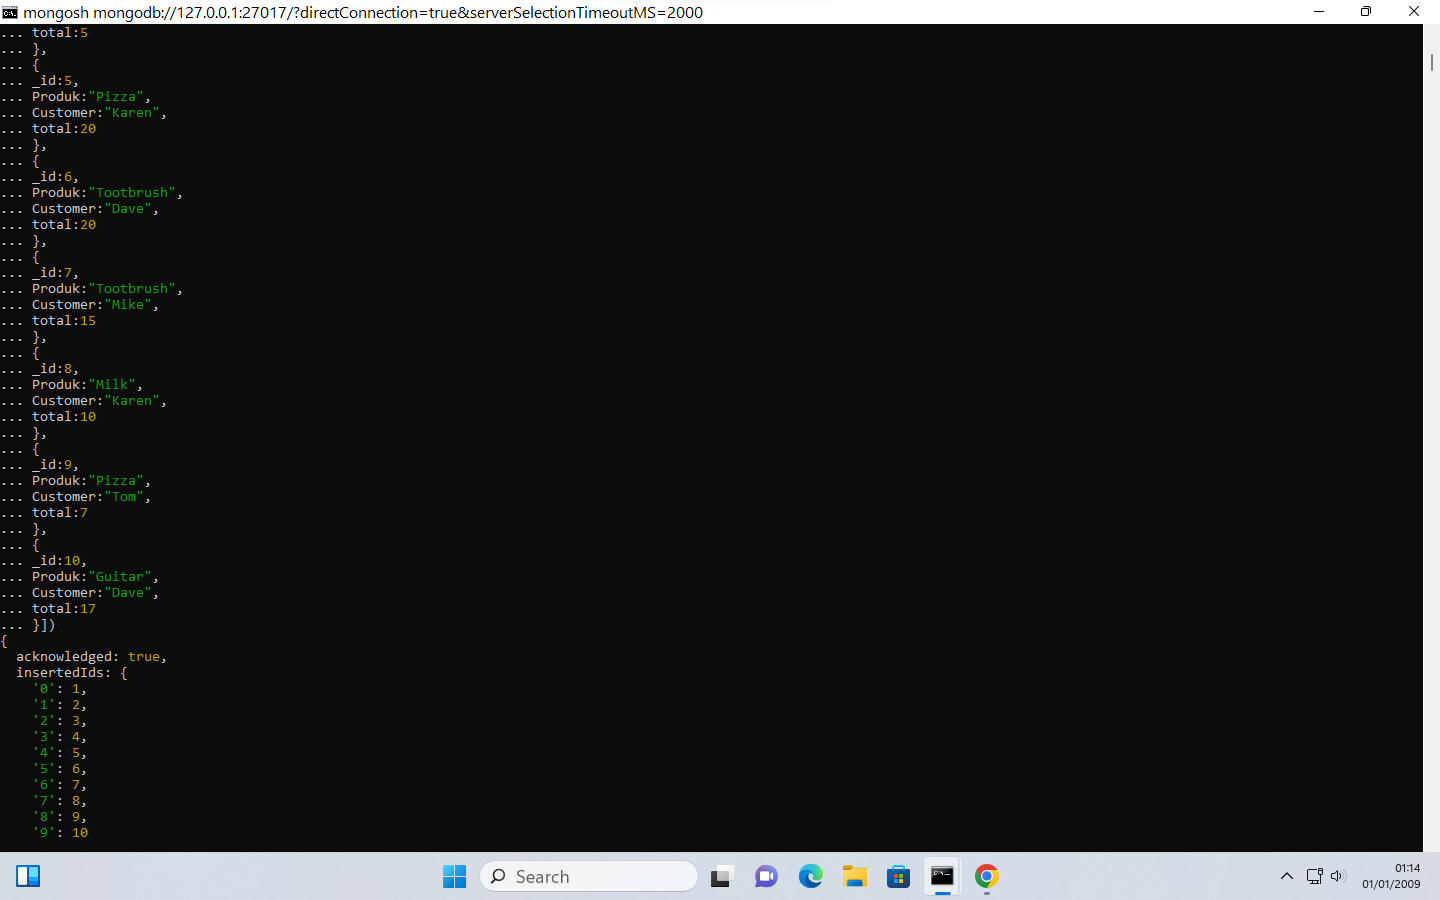 mongosh mongodb://127.0.0.1:27017/?directConnection=true&serverSelectionTimeoutMS=2000
... total:5
... },
... {
... _id:5,
... Produk:"Pizza",
... Customer:"Karen",
... total:20
... },
... {
... _id:6,
... Produk:"Tootbrush",
... Customer:"Dave",
... total:20
... },
... {
... _id:7,
... Produk:"Tootbrush",
... Customer:"Mike",
... total:15
... },
... {
... _id:8,
... Produk:"Milk",
... Customer:"Karen",
... total:10
... },
... {
... _id:9,
... Produk:"Pizza",
... Customer:"Tom",
... total:7
... },
... {
... _id:10,
... Produk:"Guitar",
... Customer:"Dave",
... total:17
... }])
{
  acknowledged: true,
  insertedIds: {
    '0': 1,
    '1': 2,
    '2': 3,
    '3': 4,
    '4': 5,
    '5': 6,
    '6': 7,
    '7': 8,
    '8': 9,
    '9': 10
Search
01:14
01/01/2009